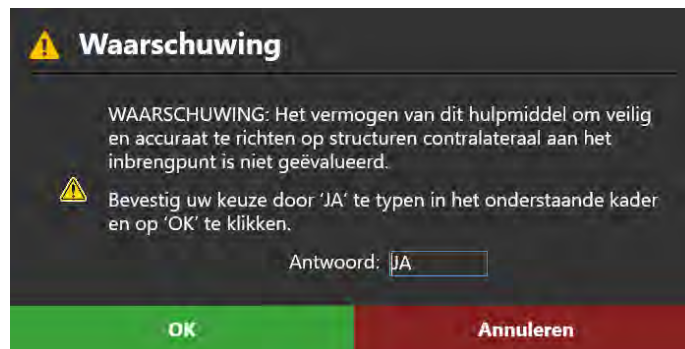 Waarschuwing
WAARSCHUWING: Het vermogen van dit hulpmiddel om veilig
en accuraat te richten op structuren contralateraal aan het
inbrengpunt is niet geëvalueerd.
Bevestig uw keuze door ‘JA’ te typen in het onderstaande kader
en op ‘OK’ te klikken.
Antwoord: JA
OK Annuleren